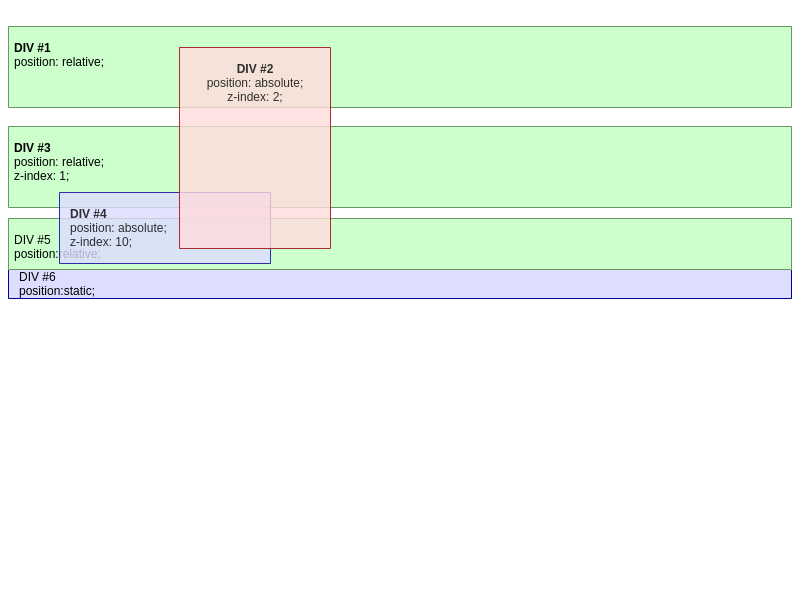 DIV #1
position: relative;
DIV #2
position: absolute;
z-index: 2;
DIV #3
position: relative;
z-index: 1;
DIV #4
position: absolute;
z-index: 10;
DIV #5
position:relative;
DIV #6
position:static;